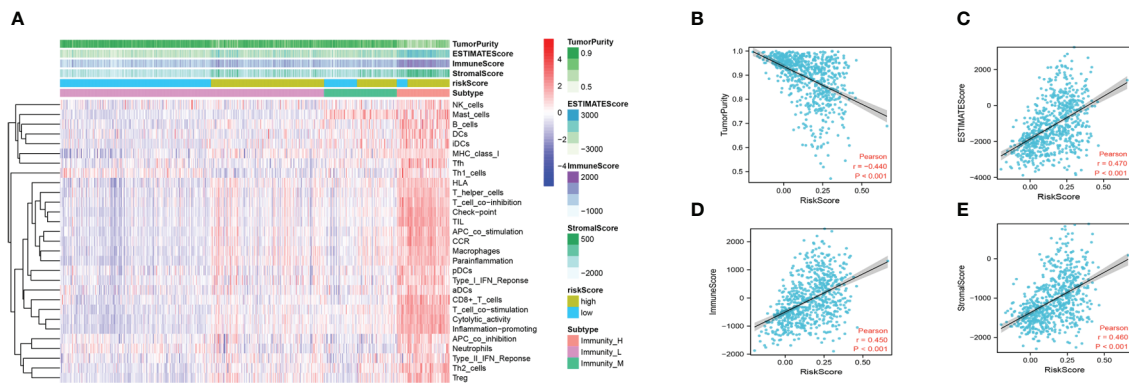 A
TumorPurity
ESTIMATEScore
ImmuneScore
StromalScore
riskScore
Subtype
NK_cells
Mast_cells
B_cells
DCs
iDCs
MHC_class_I
Tfh
Th1_cells
HLA
T_helper_cells
T_cell_co-inhibition
Check-point
TIL
APC_co_stimulation
CCR
Macrophages
Parainflammation
pDCs
Type_I_IFN_Reponse
aDCs
CD8+_T_cells
T_cell_co-stimulation
Cytolytic_activity
Inflammation-promoting
APC_co_inhibition
Neutrophils
Type_II_IFN_Reponse
Th2_cells
Treg
4
2
0
−2
−4
TumorPurity
0.9
0.5
ESTIMATEScore
3000
−3000
ImmuneScore
2000
−1000
StromalScore
500
−2000
riskScore
high
low
Subtype
Immunity_H
Immunity_L
Immunity_M
B
TumorPurity
1.0
0.9
0.8
0.7
0.6
0.5
Pearson
r = −0.440
P < 0.001
0.00 0.25 0.50
RiskScore
C
ESTIMATEScore
2000
0
−2000
−4000
Pearson
r = 0.470
P < 0.001
0.00 0.25 0.50
RiskScore
D
ImmuneScore
2000
1000
0
−1000
−2000
Pearson
r = 0.450
P < 0.001
0.00 0.25 0.50
RiskScore
E
StromalScore
0
−1000
−2000
Pearson
r = 0.460
P < 0.001
0.00 0.25 0.50
RiskScore